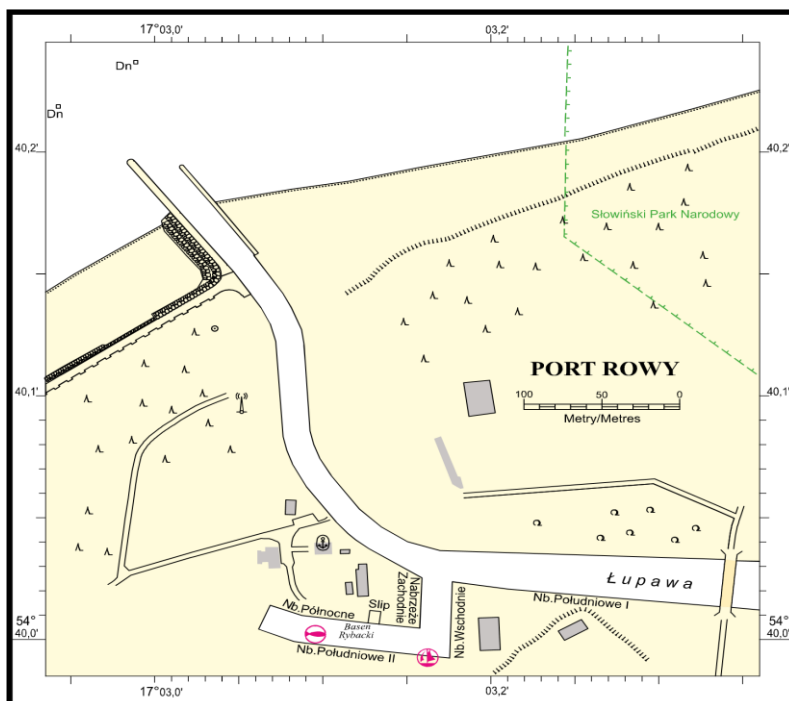 17°03,0'
03,2'
Dn
Dn
40,2'
40,2'
Słowiński Park Narodowy
PORT ROWY
40,1'
40,1'
100
50
0
Metry/Metres
Łupawa
Nabrzeże
Zachodnie
Nb.Północne
Slip
Nb.Południowe I
Basen
Rybacki
Nb.Wschodnie
54°
40,0'
54°
40,0'
Nb.Południowe II
17°03,0'
03,2'